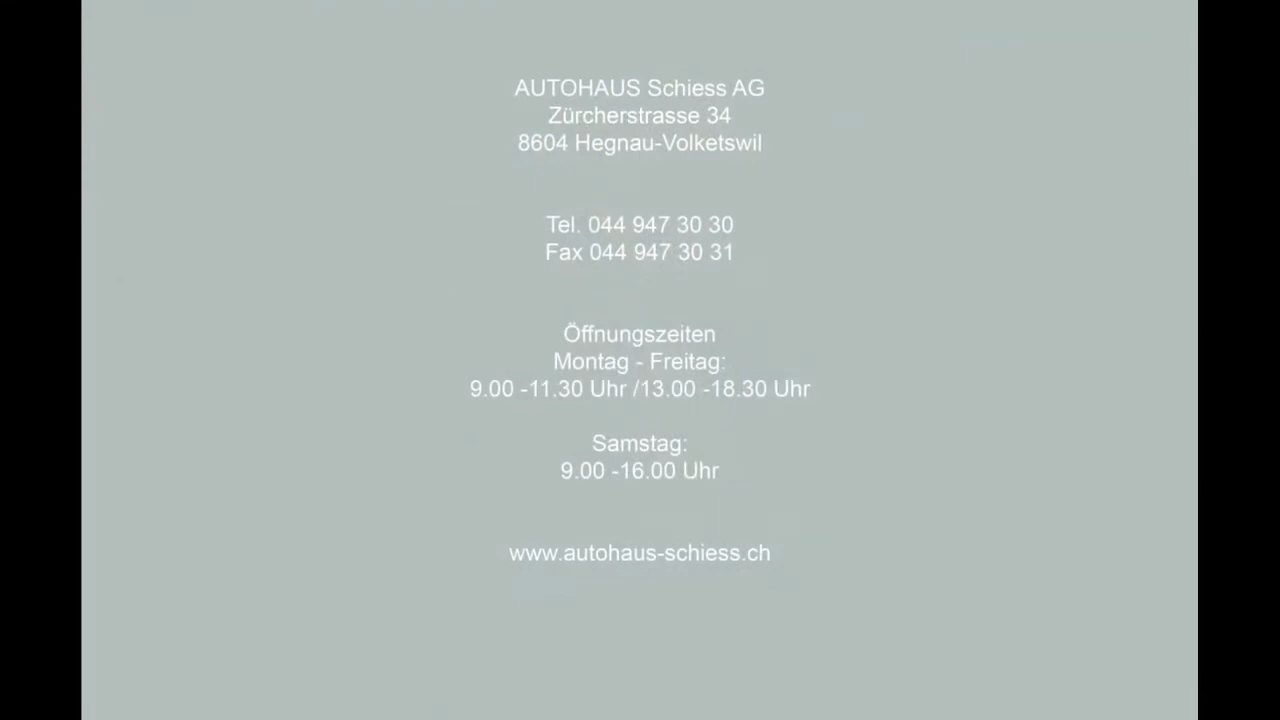 AUTOHAUS Schiess AG
Zürcherstrasse 34
8604 Hegnau-Volketswil
Tel. 044 947 30 30
Fax 044 947 30 31
Öffnungszeiten
Montag - Freitag:
9.00 -11.30 Uhr /13.00 -18.30 Uhr
Samstag:
9.00 -16.00 Uhr
www.autohaus-schiess.ch